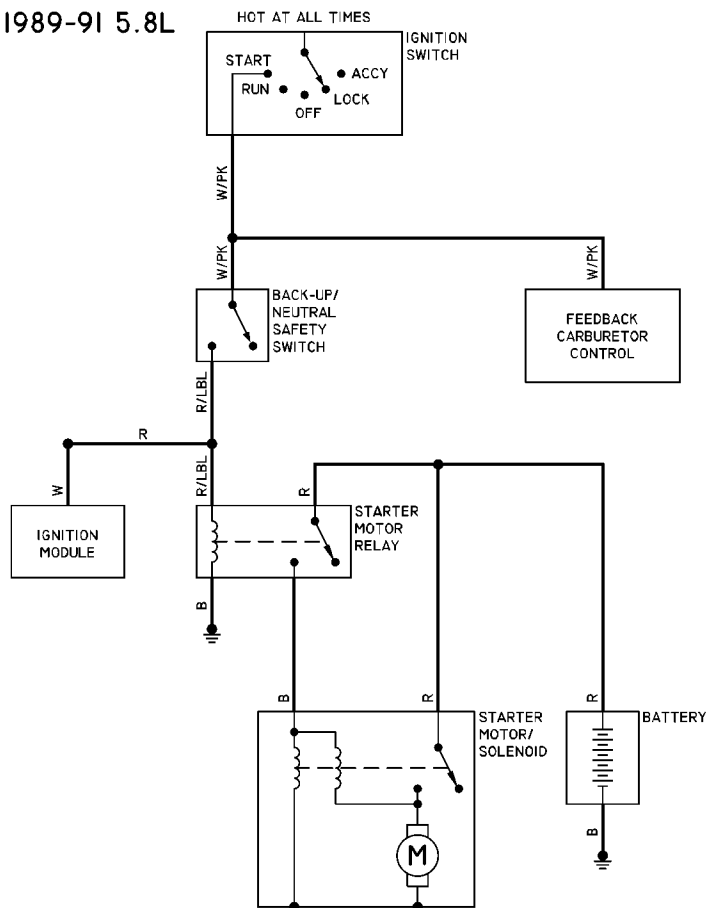 1989-91 5.8L
HOT AT ALL TIMES
IGNITION
SWITCH
START
ACCY
RUN
LOCK
OFF
W/PK
W/PK
W/PK
BACK-UP/
NEUTRAL
SAFETY
SWITCH
FEEDBACK
CARBURETOR
CONTROL
R/LBL
R
R/LBL
W
R
IGNITION
MODULE
STARTER
MOTOR
RELAY
B
B
R
R
STARTER
MOTOR/
SOLENOID
BATTERY
M
B